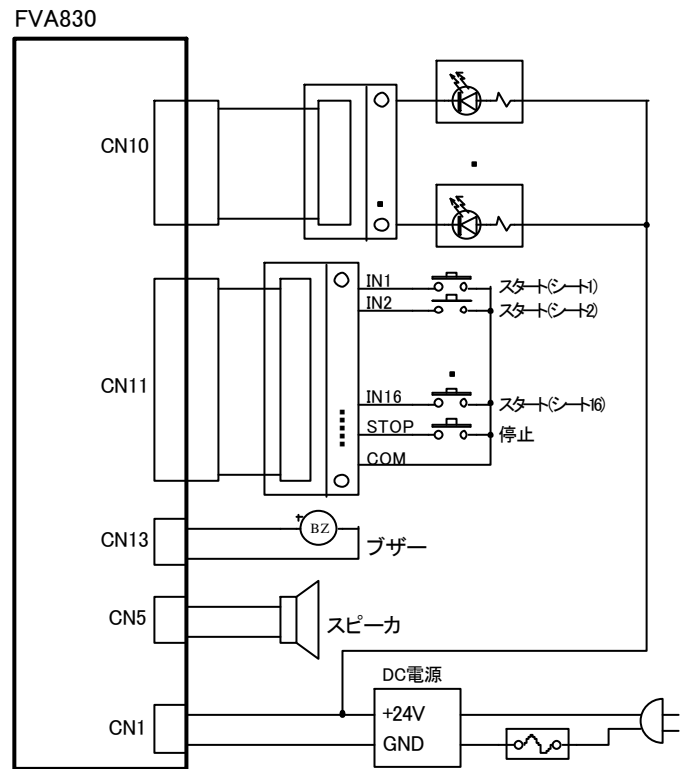 FVA830
CN10
IN1
スタート(シート1)
IN2
スタート(シート2)
CN11
IN16
スタート(シート16)
STOP
停止
COM
CN13
+
BZ
ブザー
CN5
スピーカ
DC電源
CN1
+24V
GND